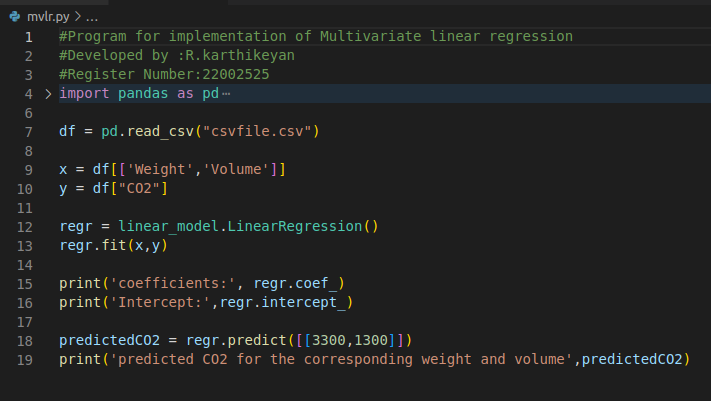 mvlr.py > ...
1 #Program for implementation of Multivariate linear regression
2 #Developed by :R.karthikeyan
3 #Register Number:22002525
4 > import pandas as pd ⋯
6
7 df = pd.read_csv("csvfile.csv")
8
9 x = df[['Weight','Volume']]
10 y = df["CO2"]
11
12 regr = linear_model.LinearRegression()
13 regr.fit(x,y)
14
15 print('coefficients:', regr.coef_)
16 print('Intercept:',regr.intercept_)
17
18 predictedCO2 = regr.predict([[3300,1300]])
19 print('predicted CO2 for the corresponding weight and volume',predictedCO2)